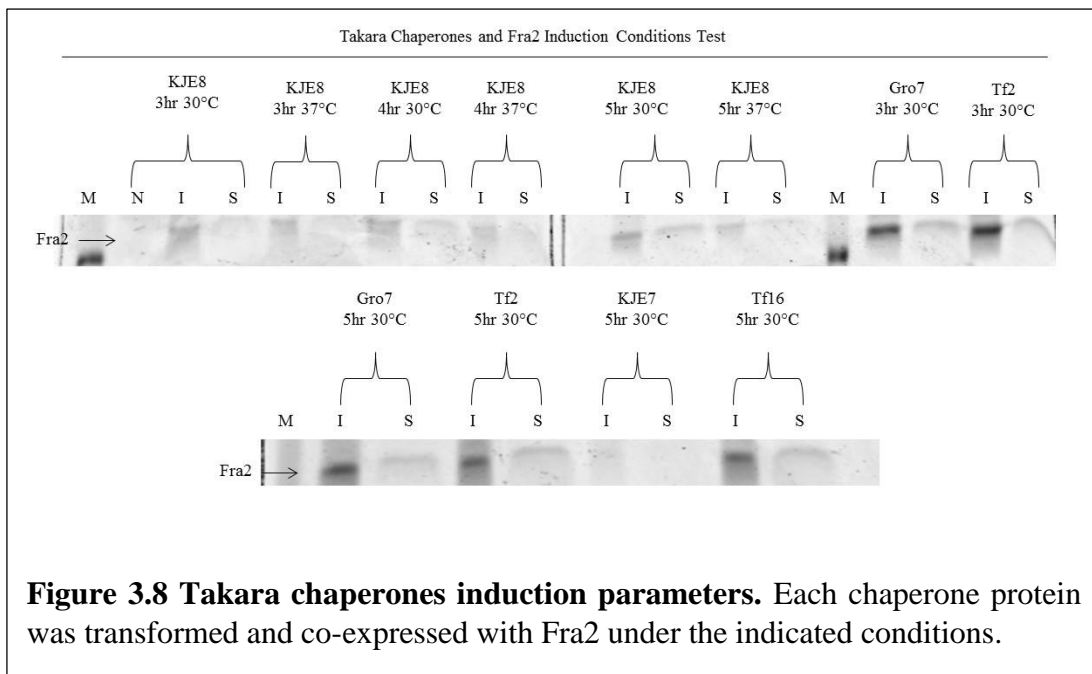 Takara Chaperones and Fra2 Induction Conditions Test
KJE8 KJE8 KJE8 KJE8 KJE8 KJE8 Gro7 Tf2
3hr 30°C 3hr 37°C 4hr 30°C 4hr 37°C 5hr 30°C 5hr 37°C 3hr 30°C 3hr 30°C
M N I S I S I S I S I S I S M I S I S
Fra2
Gro7 Tf2 KJE7 Tf16
5hr 30°C 5hr 30°C 5hr 30°C 5hr 30°C
M I S I S I S I S
Fra2
Figure 3.8 Takara chaperones induction parameters. Each chaperone protein
was transformed and co-expressed with Fra2 under the indicated conditions.